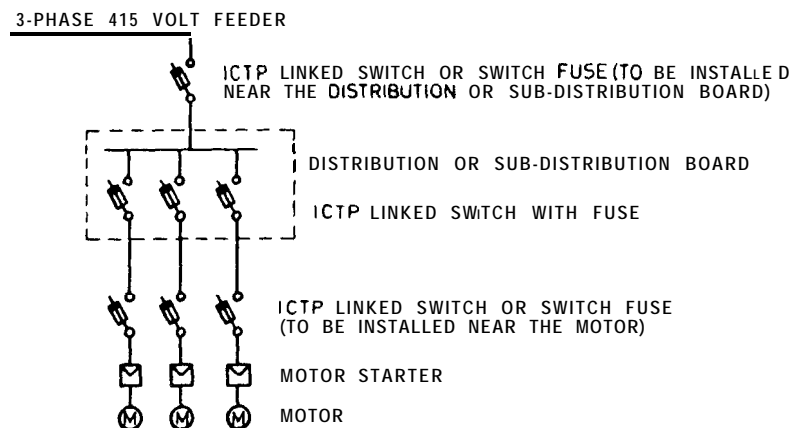 3-PHASE 415 VOLT FEEDER
ICTP LINKED SWITCH OR SWITCH FUSE (TO BE INSTALLED
NEAR THE DISTRIBUTION OR SUB-DISTRIBUTION BOARD)
DISTRIBUTION OR SUB-DISTRIBUTION BOARD
ICTP LINKED SWITCH WITH FUSE
ICTP LINKED SWITCH OR SWITCH FUSE
(TO BE INSTALLED NEAR THE MOTOR)
MOTOR STARTER
M M M MOTOR